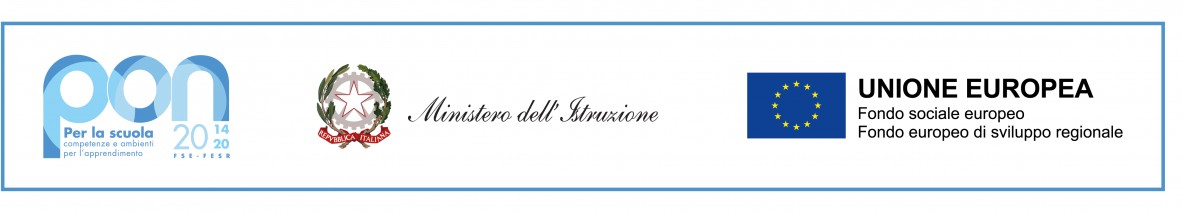 pon
Per la scuola
competenze e ambienti
per l'apprendimento
20 14
20
FSE-FESR
REPVBBLICA ITALIANA
Ministero dell'Istruzione
UNIONE EUROPEA
Fondo sociale europeo
Fondo europeo di sviluppo regionale